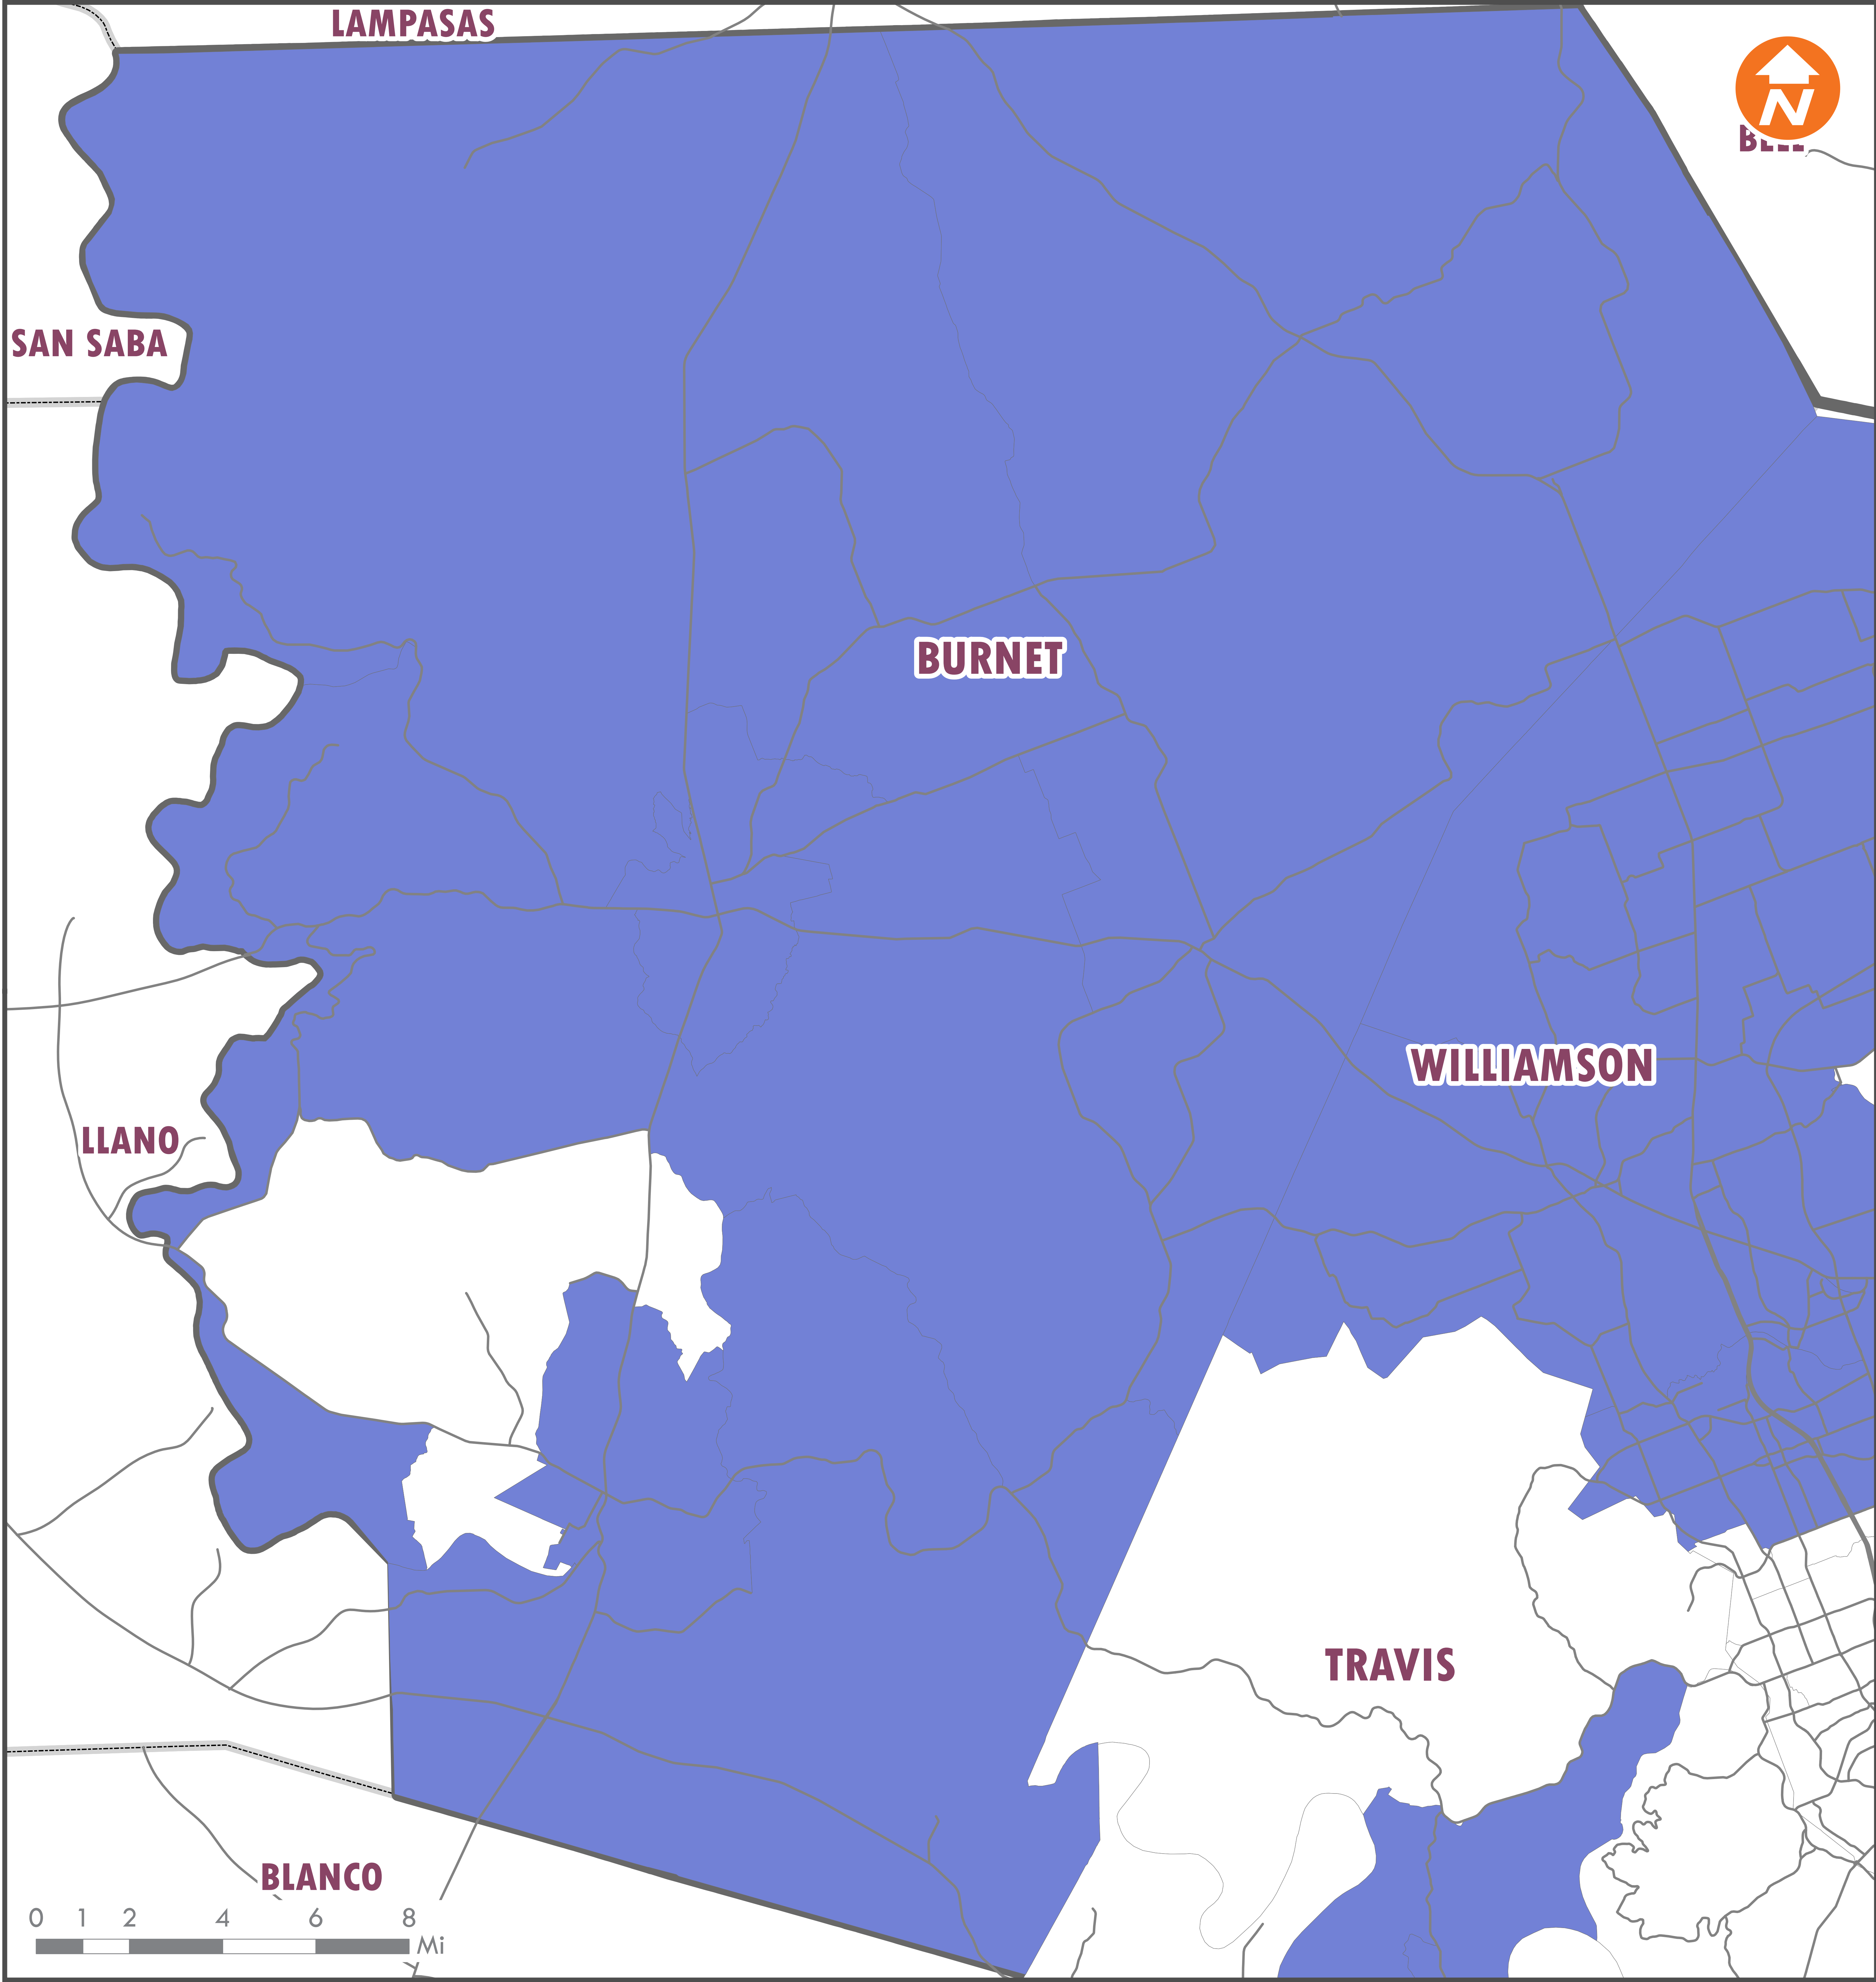 LAMPASAS
N
SAN SABA
BURNET
WILLIAMSON
LLANO
TRAVIS
BLANCO
0 1 2 4 6 8
Mi